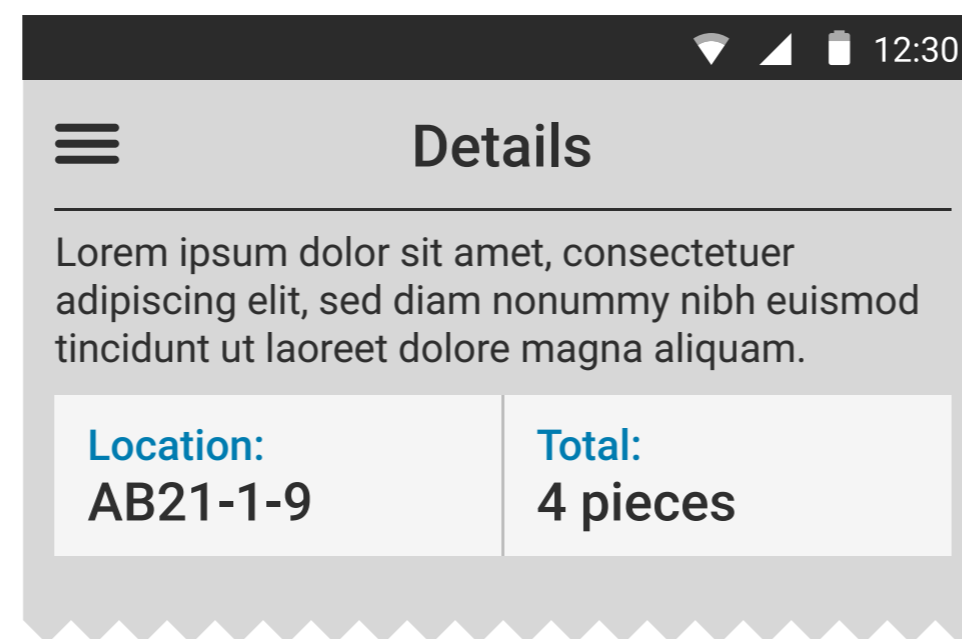 12:30
Details
Lorem ipsum dolor sit amet, consectetuer
adipiscing elit, sed diam nonummy nibh euismod
tincidunt ut laoreet dolore magna aliquam.
Location:
AB21-1-9
Total:
4 pieces